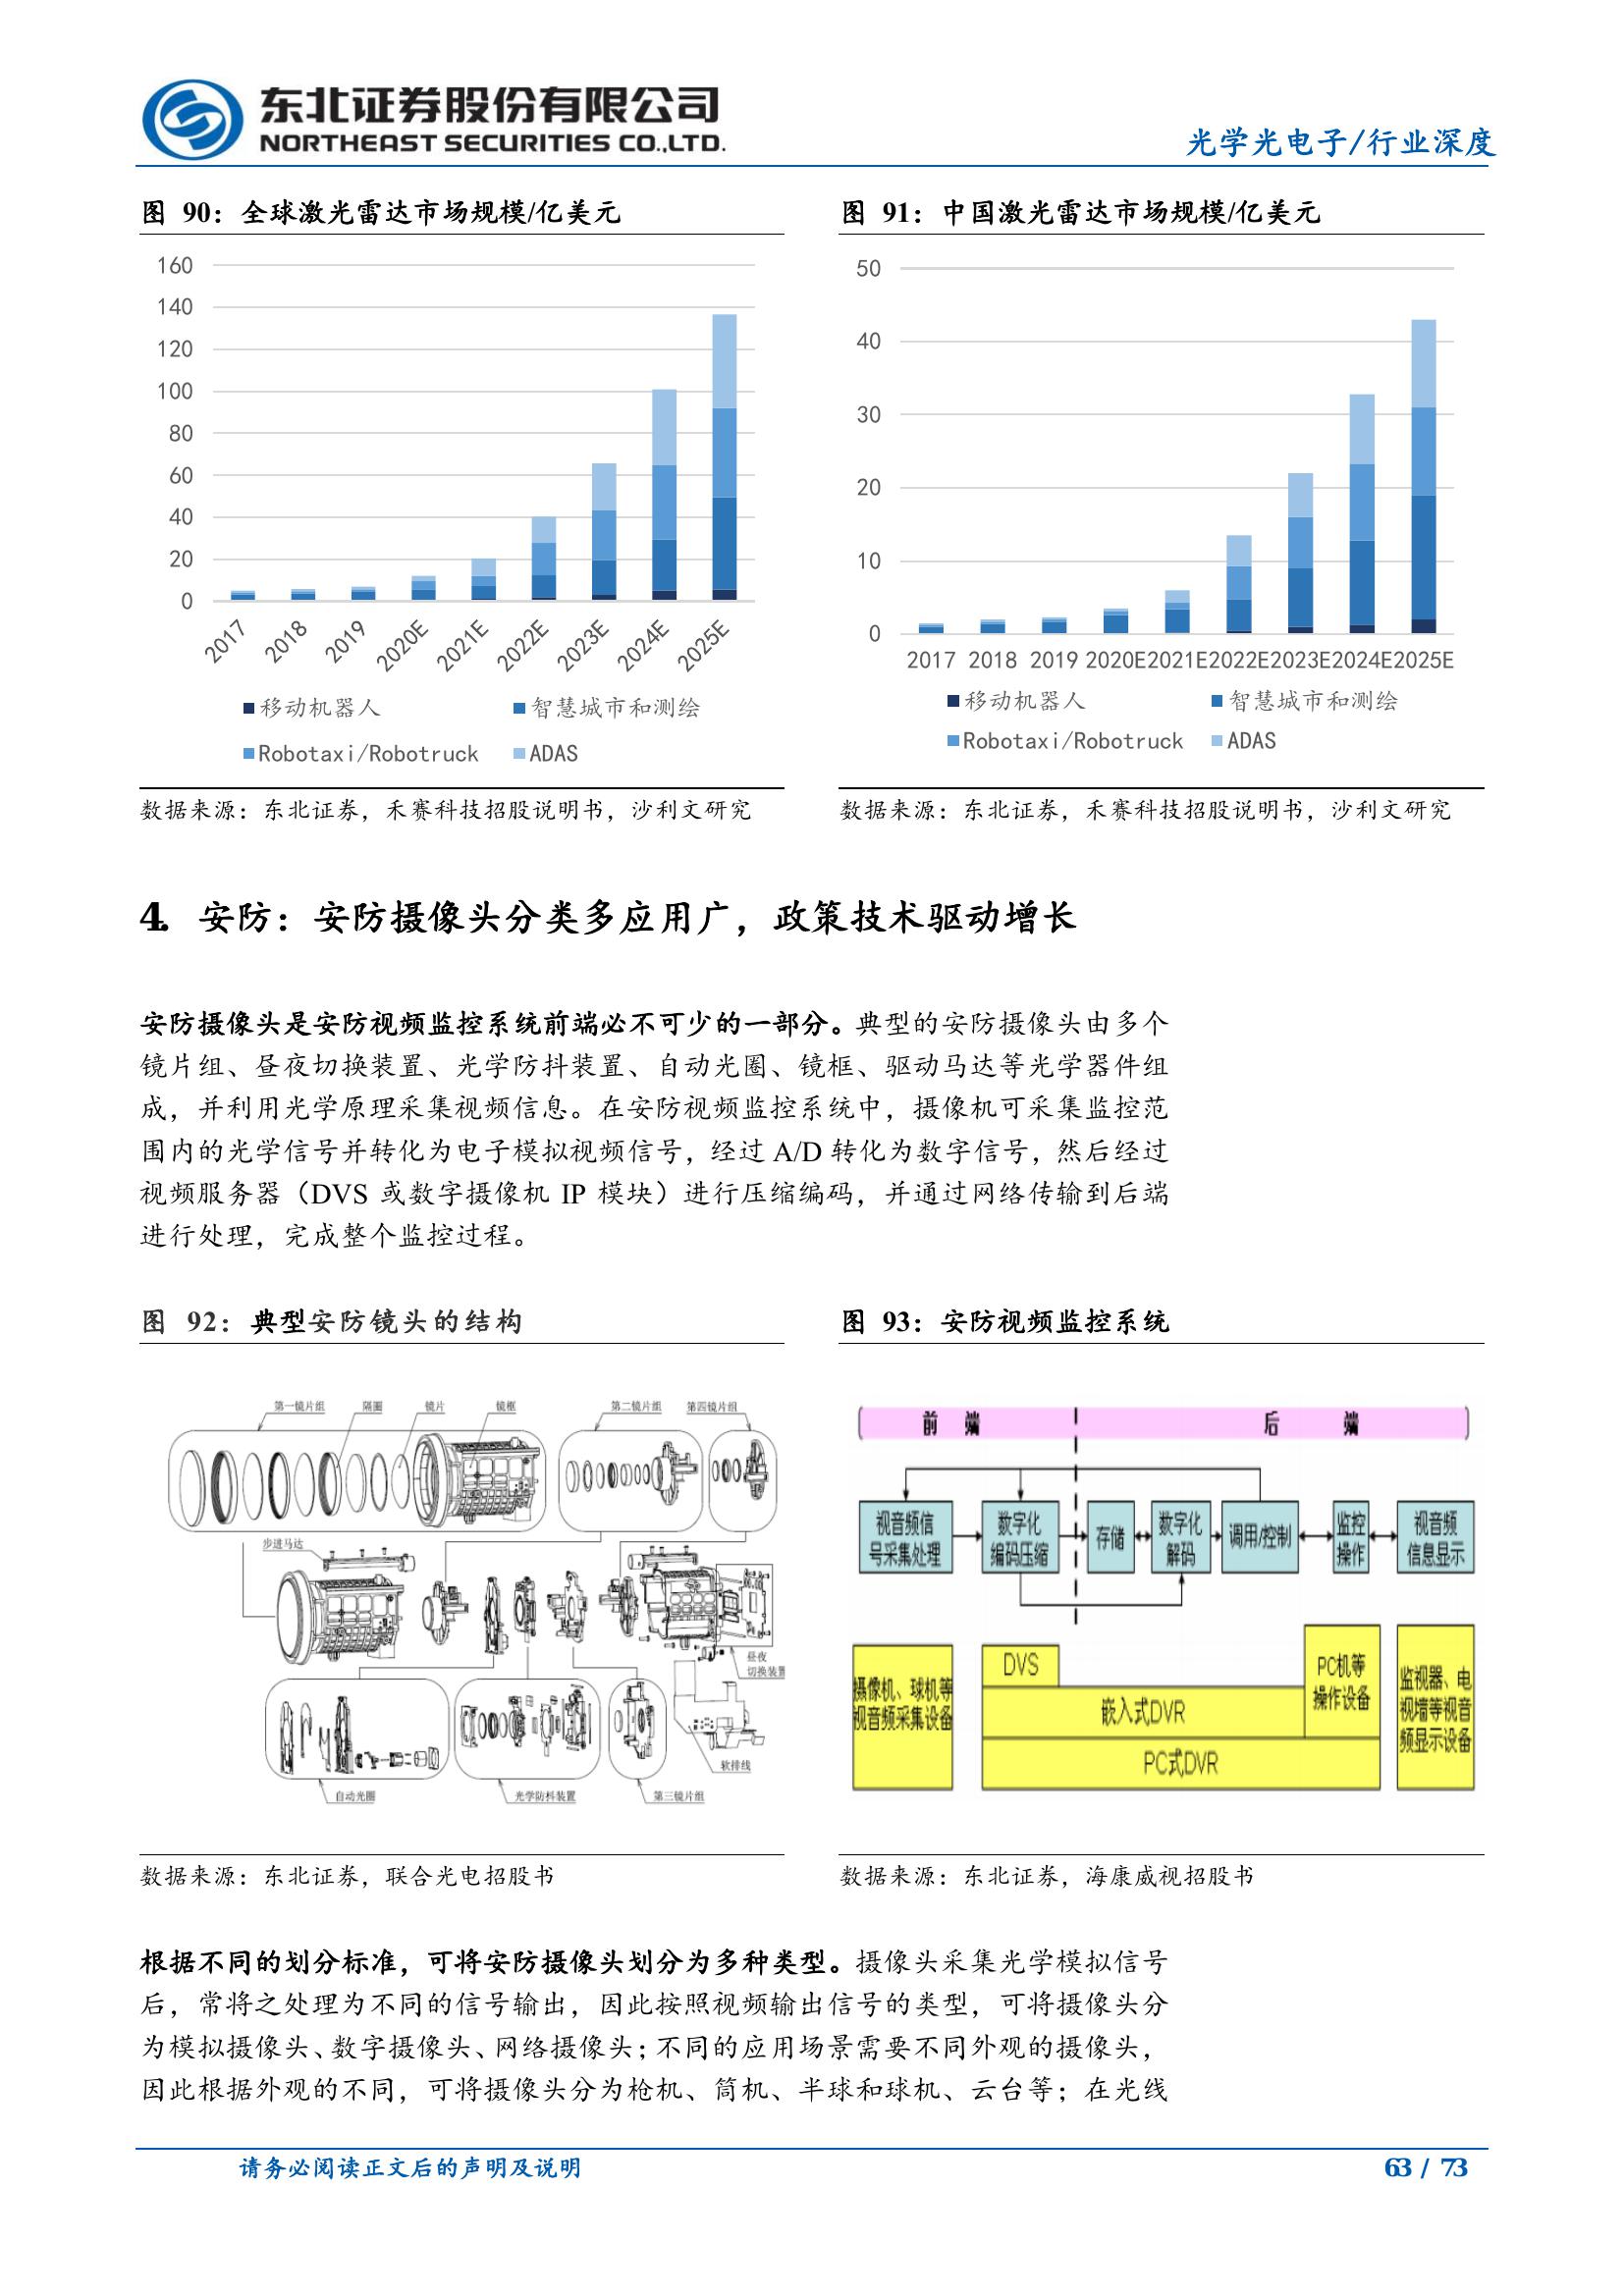 东北证券股份有限公司
NORTHEAST SECURITIES CO.,LTD.
光学光电子/行业深度
图 90：全球激光雷达市场规模/亿美元
160
140
120
100
80
60
40
20
0
2017 2018 2019 2020E 2021E 2022E 2023E 2024E 2025E
移动机器人 智慧城市和测绘
Robotaxi/Robotruck ADAS
数据来源：东北证券，禾赛科技招股说明书，沙利文研究
图 91：中国激光雷达市场规模/亿美元
50
40
30
20
10
0
2017 2018 2019 2020E 2021E 2022E 2023E 2024E 2025E
移动机器人 智慧城市和测绘
Robotaxi/Robotruck ADAS
数据来源：东北证券，禾赛科技招股说明书，沙利文研究
4. 安防：安防摄像头分类多应用广，政策技术驱动增长
安防摄像头是安防视频监控系统前端必不可少的一部分。典型的安防摄像头由多个
镜片组、昼夜切换装置、光学防抖装置、自动光圈、镜框、驱动马达等光学器件组
成，并利用光学原理采集视频信息。在安防视频监控系统中，摄像机可采集监控范
围内的光学信号并转化为电子模拟视频信号，经过 A/D 转化为数字信号，然后经过
视频服务器（DVS 或数字摄像机 IP 模块）进行压缩编码，并通过网络传输到后端
进行处理，完成整个监控过程。
图 92：典型安防镜头的结构
第一镜片组 隔圈 镜片 镜框 第二镜片组 第四镜片组
步进马达
昼夜
切换装置
软排线
自动光圈 光学防抖装置 第三镜片组
数据来源：东北证券，联合光电招股书
图 93：安防视频监控系统
前 端 后 端
视音频信
号采集处理
数字化
编码压缩
存储
数字化
解码
调用/控制
监控
操作
视音频
信息显示
摄像机、球机等
视音频采集设备
DVS
嵌入式DVR
PC式DVR
PC机等
操作设备
监视器、电
视墙等视音
频显示设备
数据来源：东北证券，海康威视招股书
根据不同的划分标准，可将安防摄像头划分为多种类型。摄像头采集光学模拟信号
后，常将之处理为不同的信号输出，因此按照视频输出信号的类型，可将摄像头分
为模拟摄像头、数字摄像头、网络摄像头；不同的应用场景需要不同外观的摄像头，
因此根据外观的不同，可将摄像头分为枪机、筒机、半球和球机、云台等；在光线
请务必阅读正文后的声明及说明
63 / 73